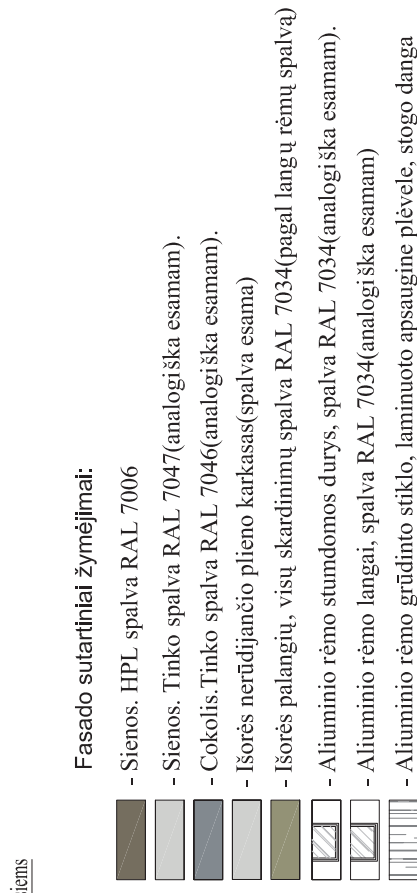 siems
Fasado sutartiniai žymėjimai:
- Sienos. HPL spalva RAL 7006
- Sienos. Tinko spalva RAL 7047(analogiška esamam).
- Cokolis.Tinko spalva RAL 7046(analogiška esamam).
- Išorės nerūdijančio plieno karkasas(spalva esama)
- Išorės palangių, visų skardinimų spalva RAL 7034(pagal langų rėmų spalvą)
- Aliuminio rėmo stumdomos durys, spalva RAL 7034(analogiška esamam).
- Aliuminio rėmo langai, spalva RAL 7034(analogiška esamam)
- Aliuminio rėmo grūdinto stiklo, laminuoto apsaugine plėvele, stogo danga